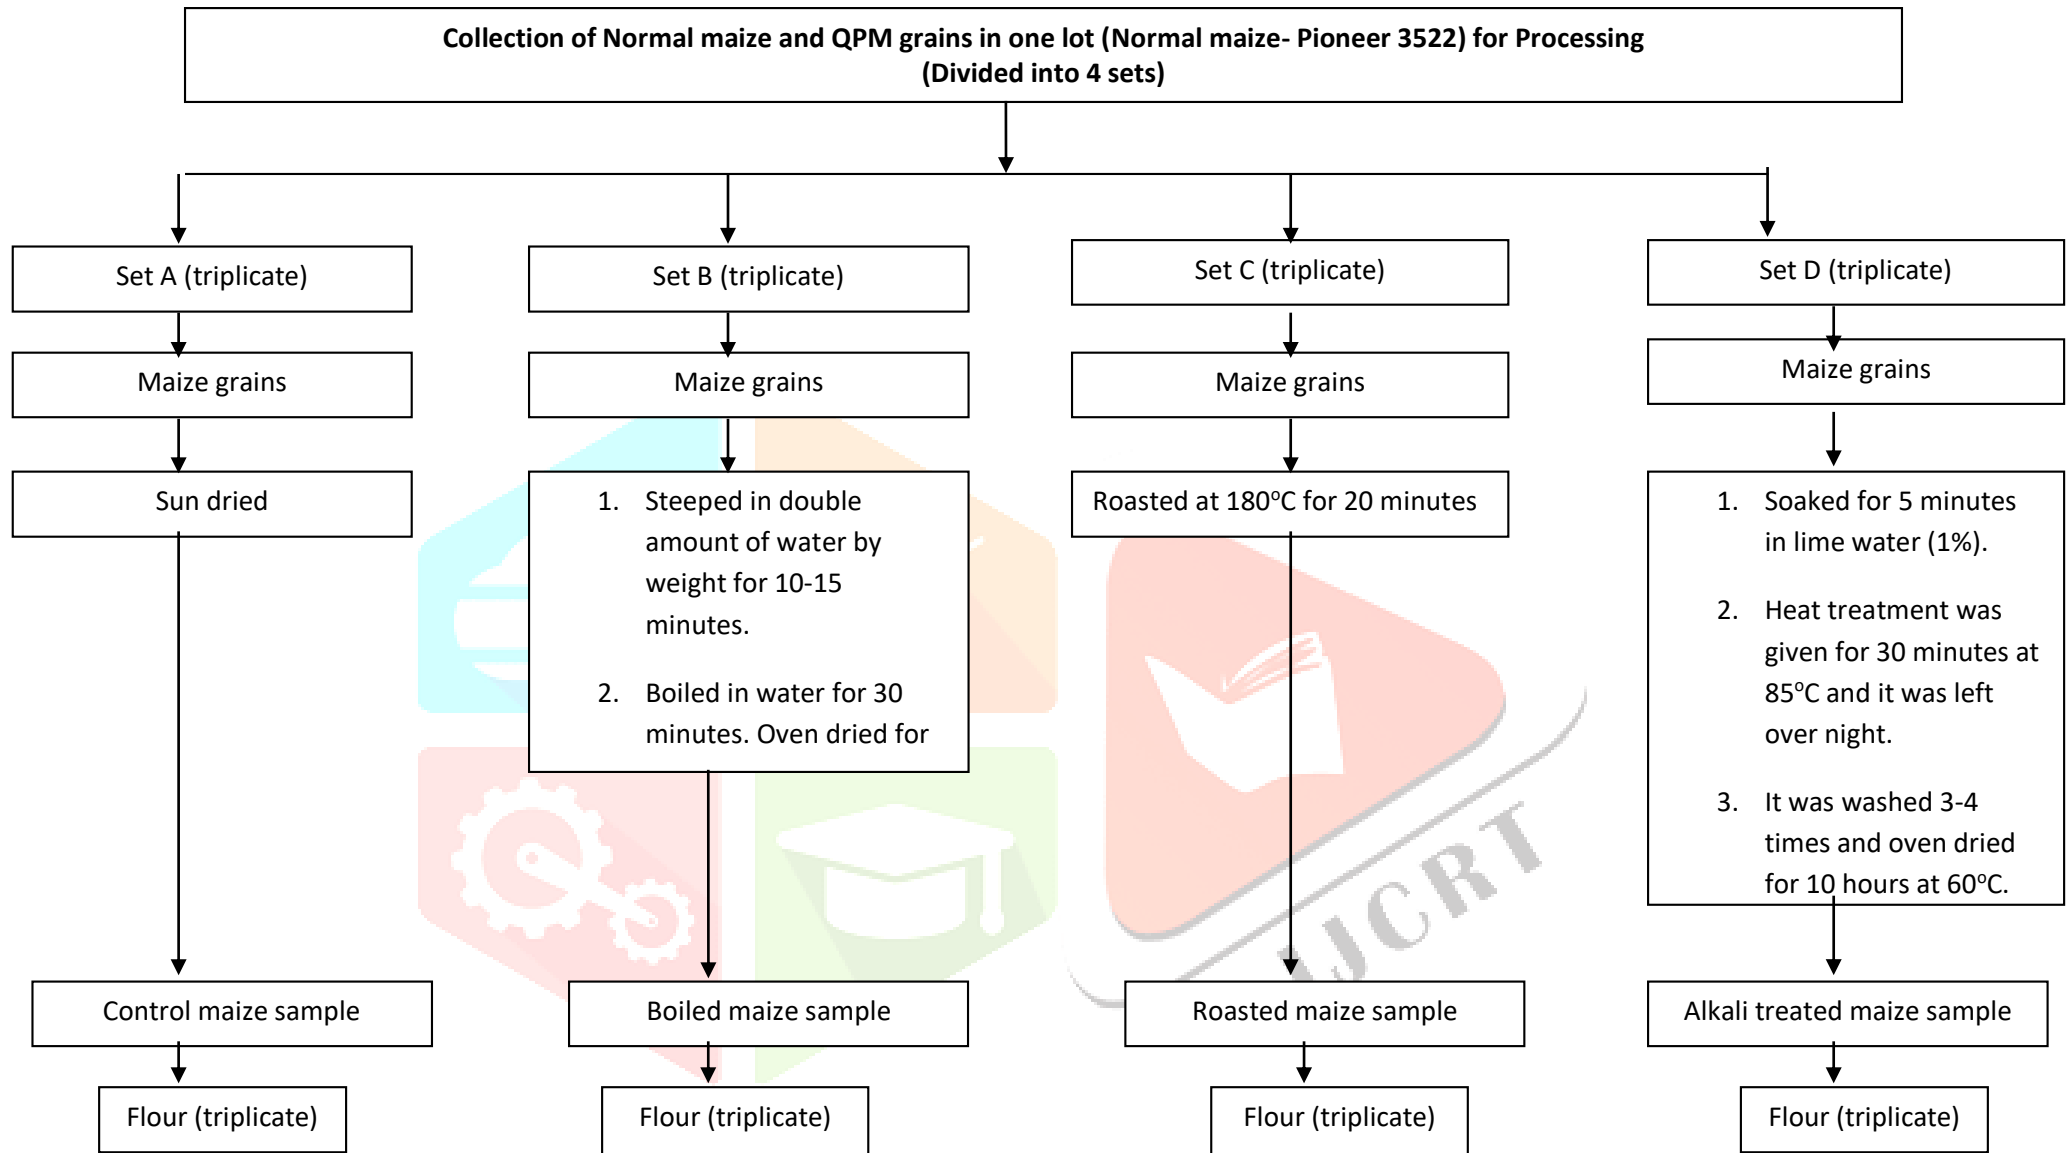 Collection of Normal maize and QPM grains in one lot (Normal maize- Pioneer 3522) for Processing
(Divided into 4 sets)
Set A (triplicate)
Set B (triplicate)
Set C (triplicate)
Set D (triplicate)
Maize grains
Maize grains
Maize grains
Maize grains
Sun dried
1. Steeped in double
amount of water by
weight for 10-15
minutes.
2. Boiled in water for 30
minutes. Oven dried for
Roasted at 180°C for 20 minutes
1. Soaked for 5 minutes
in lime water (1%).
2. Heat treatment was
given for 30 minutes at
85°C and it was left
over night.
3. It was washed 3-4
times and oven dried
for 10 hours at 60°C.
IJCRT
Control maize sample
Boiled maize sample
Roasted maize sample
Alkali treated maize sample
Flour (triplicate)
Flour (triplicate)
Flour (triplicate)
Flour (triplicate)